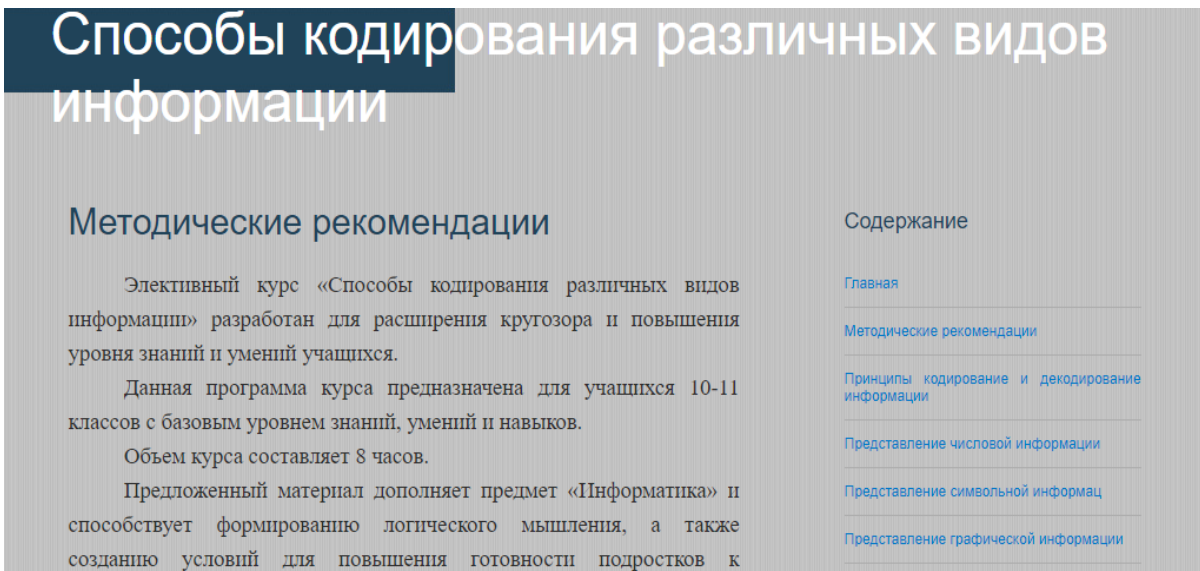 Способы кодирования различных видов
информации
Методические рекомендации
Элективный курс «Способы кодирования различных видов
информации» разработан для расширения кругозора и повышения
уровня знаний и умений учащихся.
Данная программа курса предназначена для учащихся 10-11
классов с базовым уровнем знаний, умений и навыков.
Объем курса составляет 8 часов.
Предложенный материал дополняет предмет «Информатика» и
способствует формированию логического мышления, а также
созданию условий для повышения готовности подростков к
Содержание
Главная
Методические рекомендации
Принципы кодирование и декодирование
информации
Представление числовой информации
Представление символьной информац
Представление графической информации